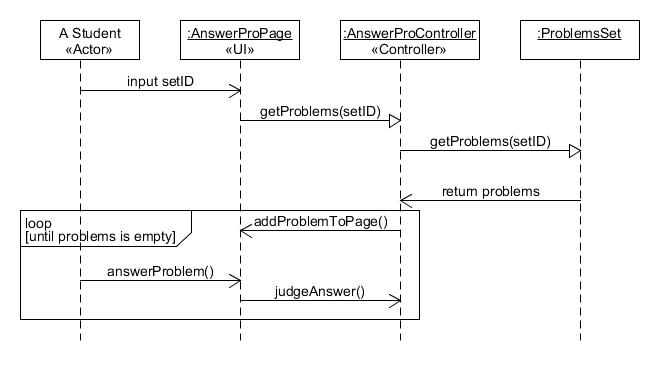 A Student
«Actor»
:AnswerProPage
«UI»
:AnswerProController
«Controller»
:ProblemsSet
input setID
getProblems(setID)
getProblems(setID)
return problems
loop
[until problems is empty]
addProblemToPage()
answerProblem()
judgeAnswer()